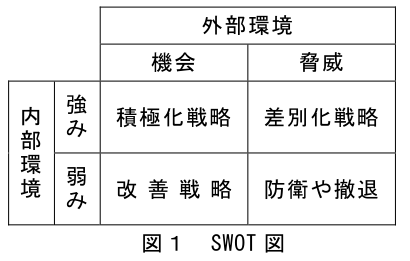 外部環境
機会 脅威
内部環境
強み
積極化戦略 差別化戦略
弱み
改善戦略 防衛や撤退
図1 SWOT図